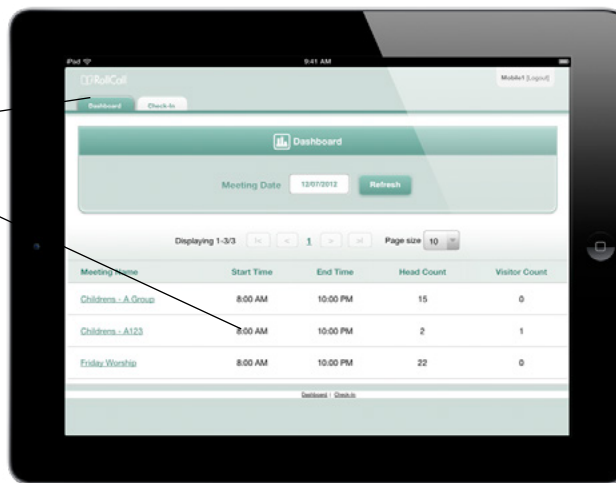 iPod 9:41 AM
RollCall
Mobile1 [Logout]
Dashboard Check-In
Dashboard
Meeting Date 12/07/2012 Refresh
Displaying 1-3/3 |< < 1 > >| Page size 10
Meeting Name Start Time End Time Head Count Visitor Count
Childrens - A Group 8:00 AM 10:00 PM 15 0
Childrens - A123 8:00 AM 10:00 PM 2 1
Friday Worship 8:00 AM 10:00 PM 22 0
Dashboard | Check-In